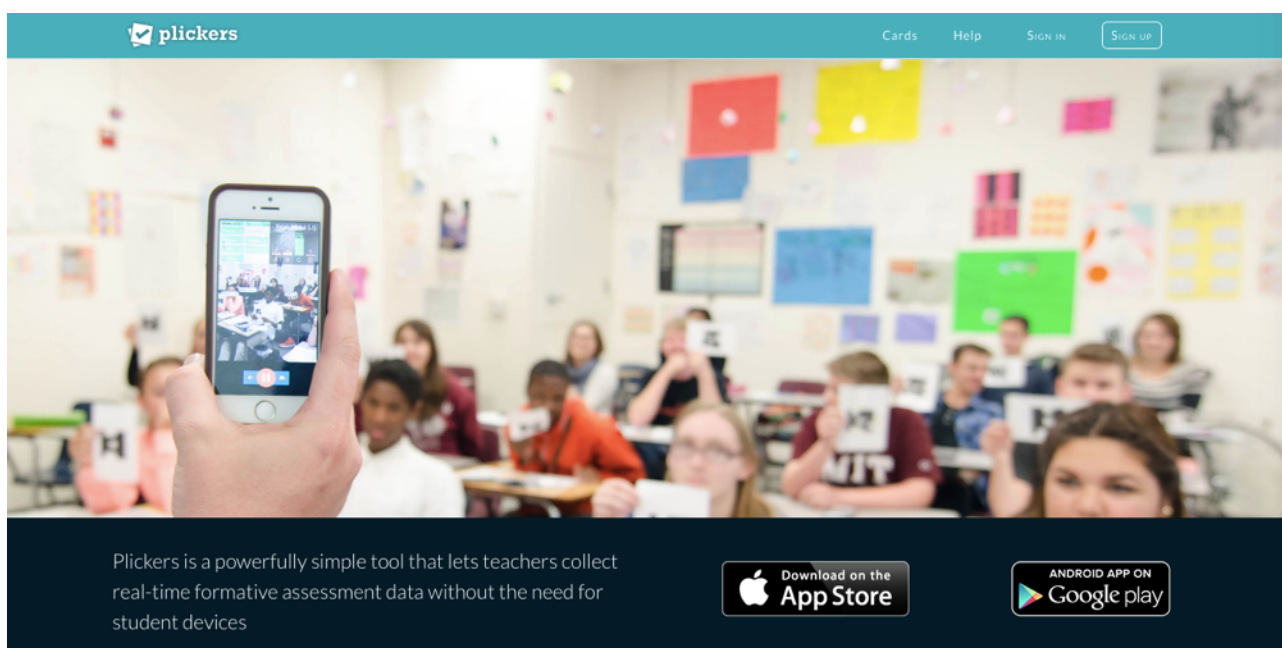 plickers
Cards Help SIGN IN SIGN UP
MIT
Plickers is a powerfully simple tool that lets teachers collect
real-time formative assessment data without the need for
student devices
Download on the
App Store
ANDROID APP ON
Google play